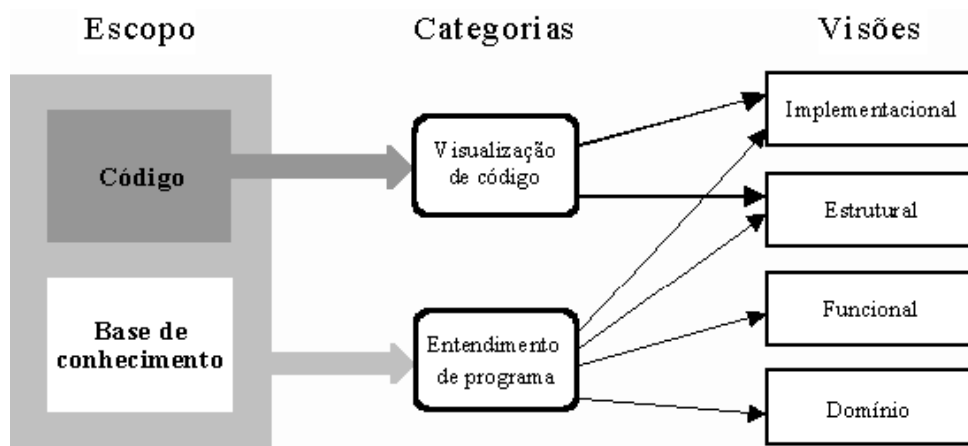 Escopo
Categorias
Visões
Código
Base de
conhecimento
Visualização
de código
Entendimento
de programa
Implementacional
Estrutural
Funcional
Domínio